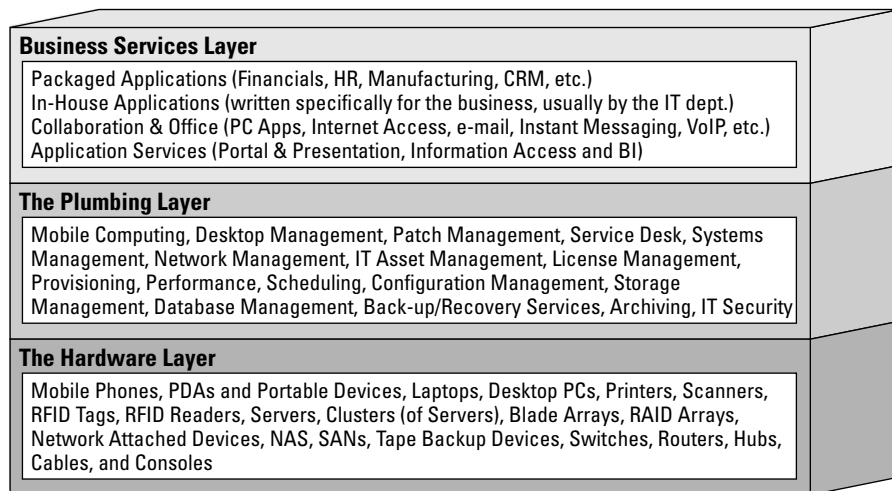 Business Services Layer
Packaged Applications (Financials, HR, Manufacturing, CRM, etc.)
In-House Applications (written specifically for the business, usually by the IT dept.)
Collaboration & Office (PC Apps, Internet Access, e-mail, Instant Messaging, VoIP, etc.)
Application Services (Portal & Presentation, Information Access and BI)
The Plumbing Layer
Mobile Computing, Desktop Management, Patch Management, Service Desk, Systems
Management, Network Management, IT Asset Management, License Management,
Provisioning, Performance, Scheduling, Configuration Management, Storage
Management, Database Management, Back-up/Recovery Services, Archiving, IT Security
The Hardware Layer
Mobile Phones, PDAs and Portable Devices, Laptops, Desktop PCs, Printers, Scanners,
RFID Tags, RFID Readers, Servers, Clusters (of Servers), Blade Arrays, RAID Arrays,
Network Attached Devices, NAS, SANs, Tape Backup Devices, Switches, Routers, Hubs,
Cables, and Consoles